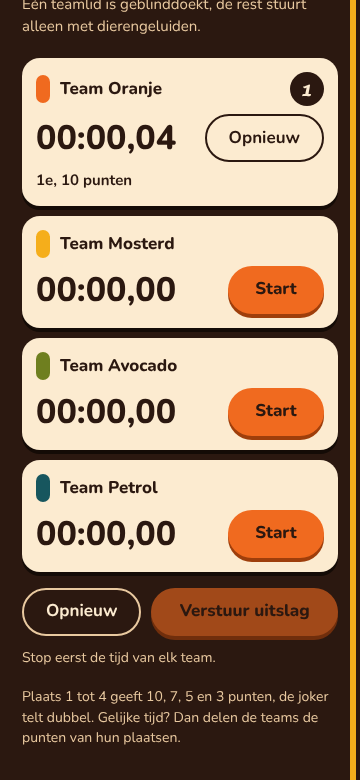 Eén teamlid is geblinddoekt, de rest stuurt
alleen met dierengeluiden.
Team Oranje
1
00:00,04
Opnieuw
1e, 10 punten
Team Mosterd
00:00,00
Start
Team Avocado
00:00,00
Start
Team Petrol
00:00,00
Start
Opnieuw
Verstuur uitslag
Stop eerst de tijd van elk team.
Plaats 1 tot 4 geeft 10, 7, 5 en 3 punten, de joker
telt dubbel. Gelijke tijd? Dan delen de teams de
punten van hun plaatsen.